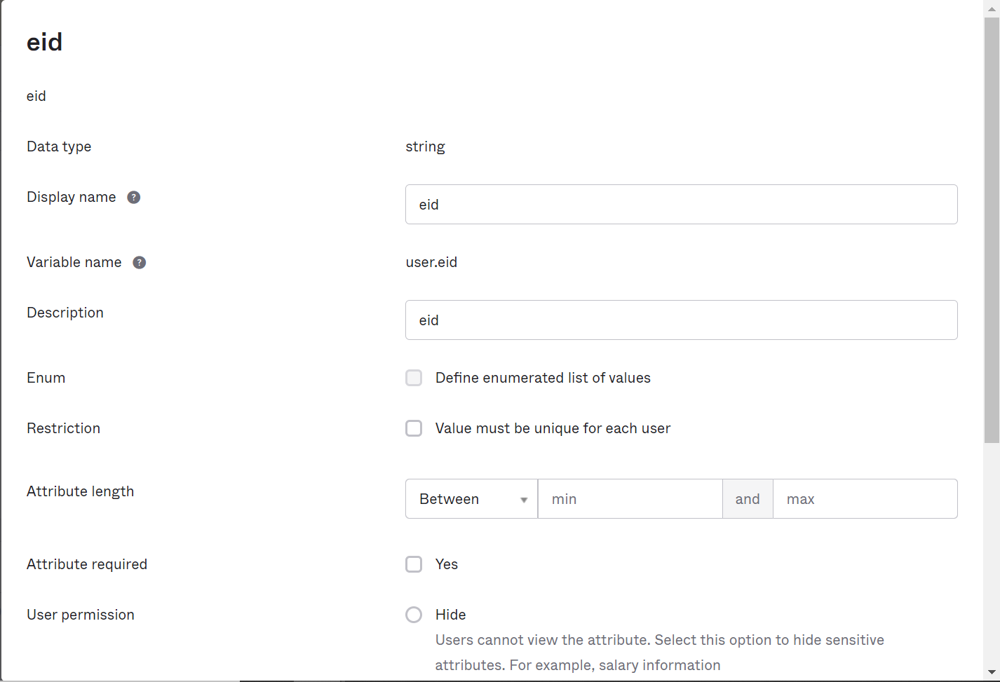 eid
eid
Data type string
Display name ? eid
Variable name ? user.eid
Description eid
Enum Define enumerated list of values
Restriction Value must be unique for each user
Attribute length Between min and max
Attribute required Yes
User permission Hide
Users cannot view the attribute. Select this option to hide sensitive
attributes. For example, salary information